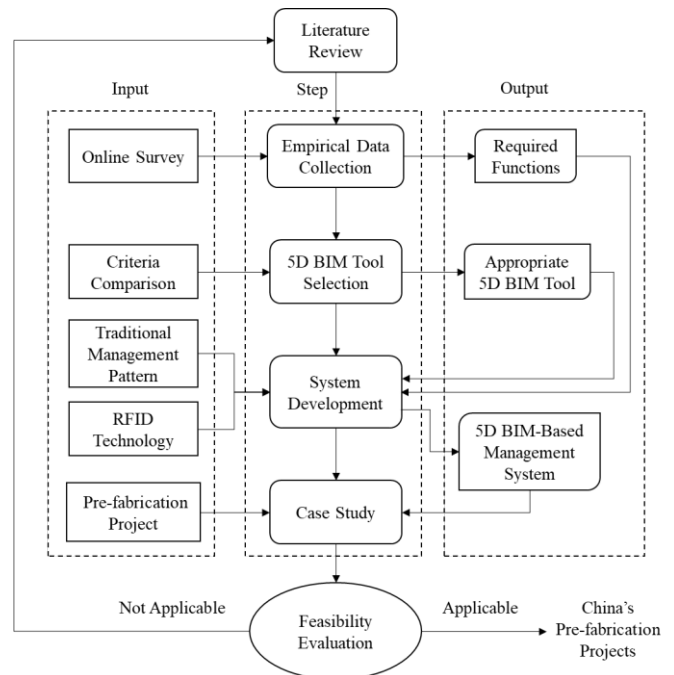 Literature
Review
Input
Step
Output
Online Survey
Empirical Data
Collection
Required
Functions
Criteria
Comparison
5D BIM Tool
Selection
Appropriate
5D BIM Tool
Traditional
Management
Pattern
System
Development
RFID
Technology
5D BIM-Based
Management
System
Pre-fabrication
Project
Case Study
Not Applicable
Feasibility
Evaluation
Applicable
China's
Pre-fabrication
Projects